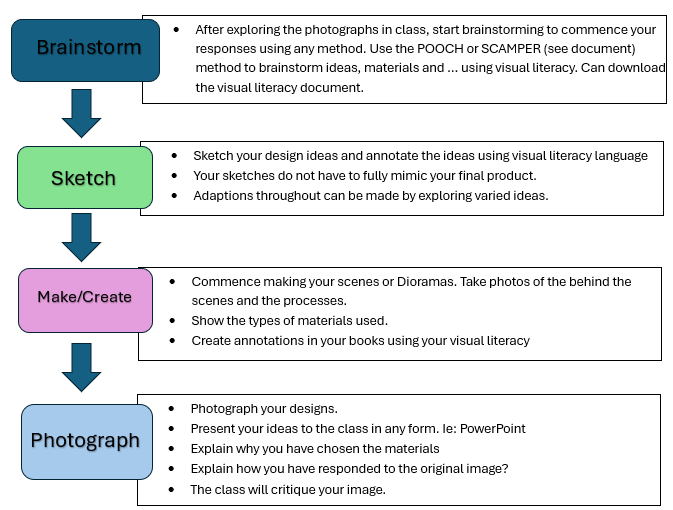 Brainstorm
• After exploring the photographs in class, start brainstorming to commence your
responses using any method. Use the POOCH or SCAMPER (see document)
method to brainstorm ideas, materials and ... using visual literacy. Can download
the visual literacy document.
Sketch
• Sketch your design ideas and annotate the ideas using visual literacy language
• Your sketches do not have to fully mimic your final product.
• Adaptions throughout can be made by exploring varied ideas.
Make/Create
• Commence making your scenes or Dioramas. Take photos of the behind the
scenes and the processes.
• Show the types of materials used.
• Create annotations in your books using your visual literacy
Photograph
• Photograph your designs.
• Present your ideas to the class in any form. Ie: PowerPoint
• Explain why you have chosen the materials
• Explain how you have responded to the original image?
• The class will critique your image.